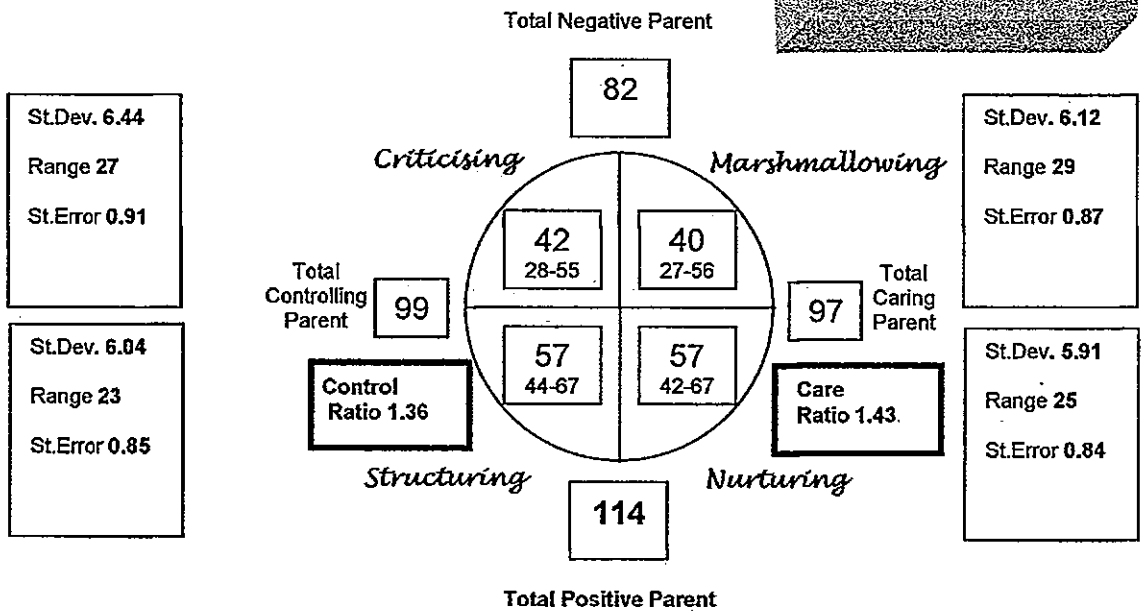 Total Negative Parent
82
St.Dev. 6.44
Range 27
St.Error 0.91
St.Dev. 6.12
Range 29
St.Error 0.87
Criticising
Marshmallowing
42
28-55
40
27-56
Total
Controlling
Parent
99
97
Total
Caring
Parent
St.Dev. 6.04
Range 23
St.Error 0.85
57
44-67
57
42-67
St.Dev. 5.91
Range 25
St.Error 0.84
Control
Ratio 1.36
Care
Ratio 1.43.
Structuring
Nurturing
114
Total Positive Parent